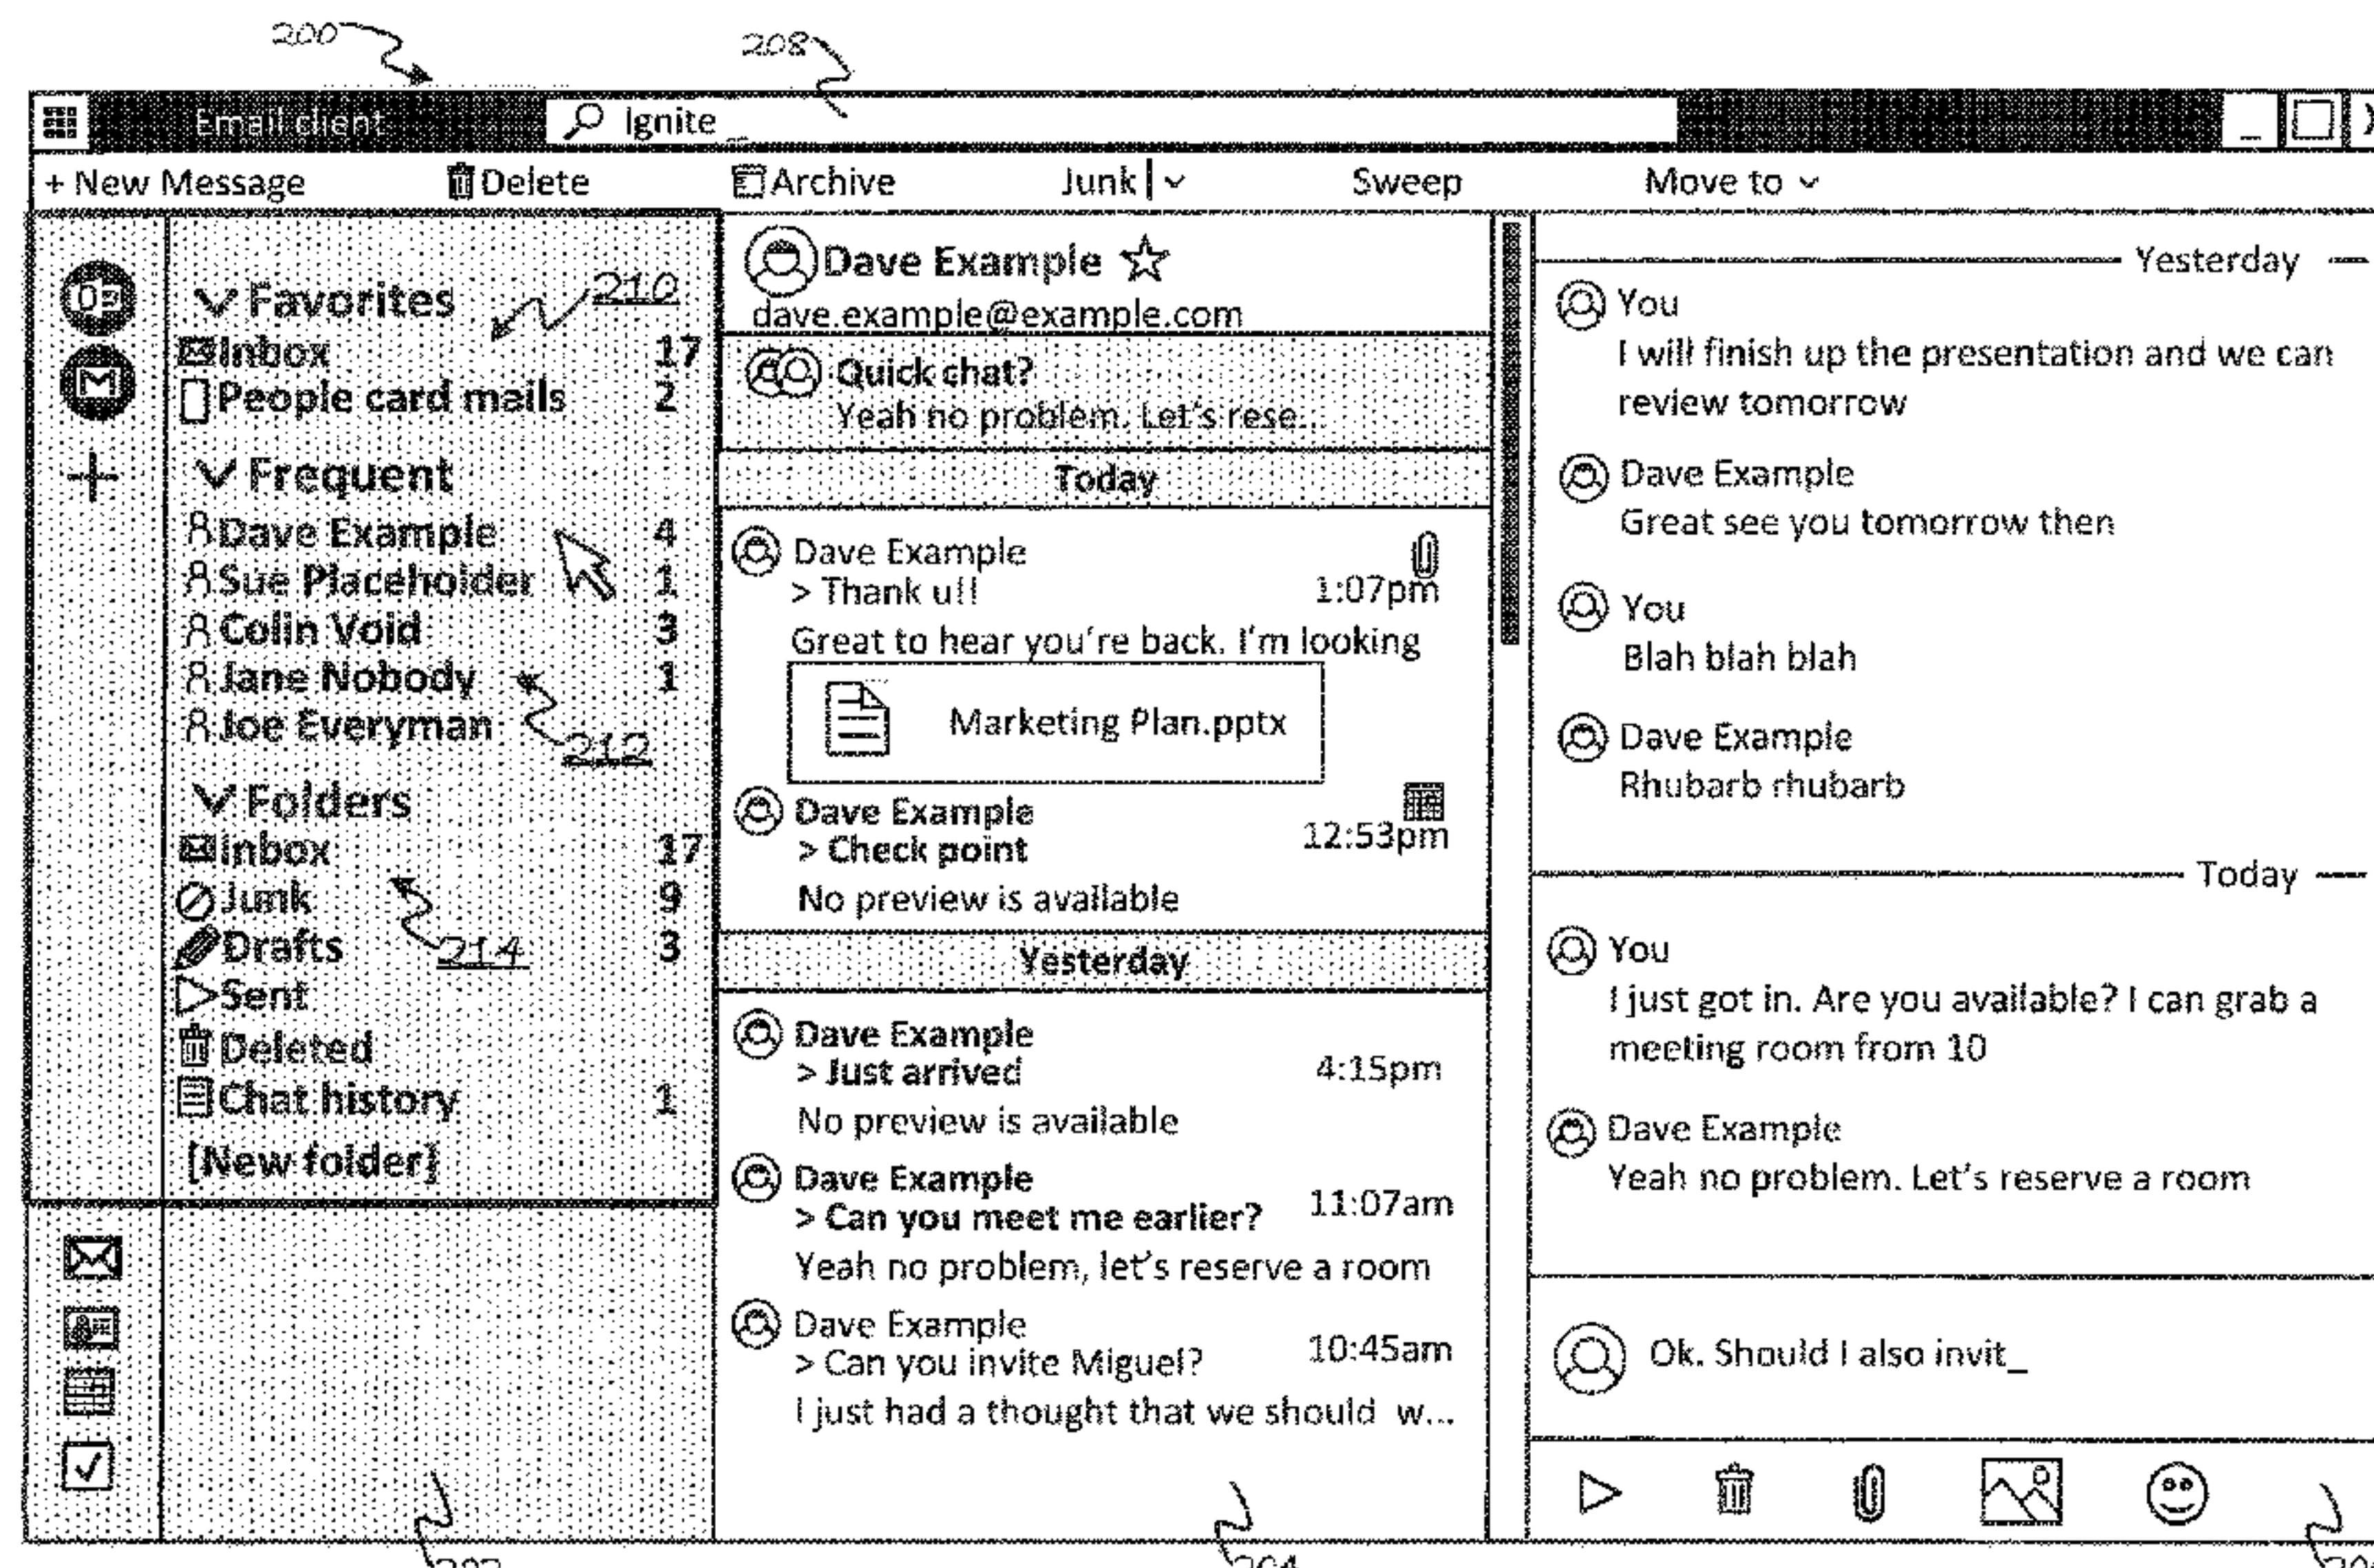 200
208
Email client
Ignite _
+ New Message Delete Archive Junk | Sweep Move to
Favorites
210
Inbox 17
People card mails 2
Frequent
Dave Example 4
Sue Placeholder 1
Colin Void 3
Jane Nobody 1
Joe Everyman
212
Folders
Inbox 17
Junk 9
214
Drafts 3
Sent
Deleted
Chat history 1
[New folder]
Dave Example
dave.example@example.com
Quick chat?
Yeah no problem. Let's rese...
Today
Dave Example
> Thank u!! 1:07pm
Great to hear you're back. I'm looking
Marketing Plan.pptx
Dave Example
> Check point 12:53pm
No preview is available
Yesterday
Dave Example
> Just arrived 4:15pm
No preview is available
Dave Example
> Can you meet me earlier? 11:07am
Yeah no problem, let's reserve a room
Dave Example
> Can you invite Miguel? 10:45am
I just had a thought that we should w...
Yesterday
You
I will finish up the presentation and we can
review tomorrow
Dave Example
Great see you tomorrow then
You
Blah blah blah
Dave Example
Rhubarb rhubarb
Today
You
I just got in. Are you available? I can grab a
meeting room from 10
Dave Example
Yeah no problem. Let's reserve a room
Ok. Should I also invit_